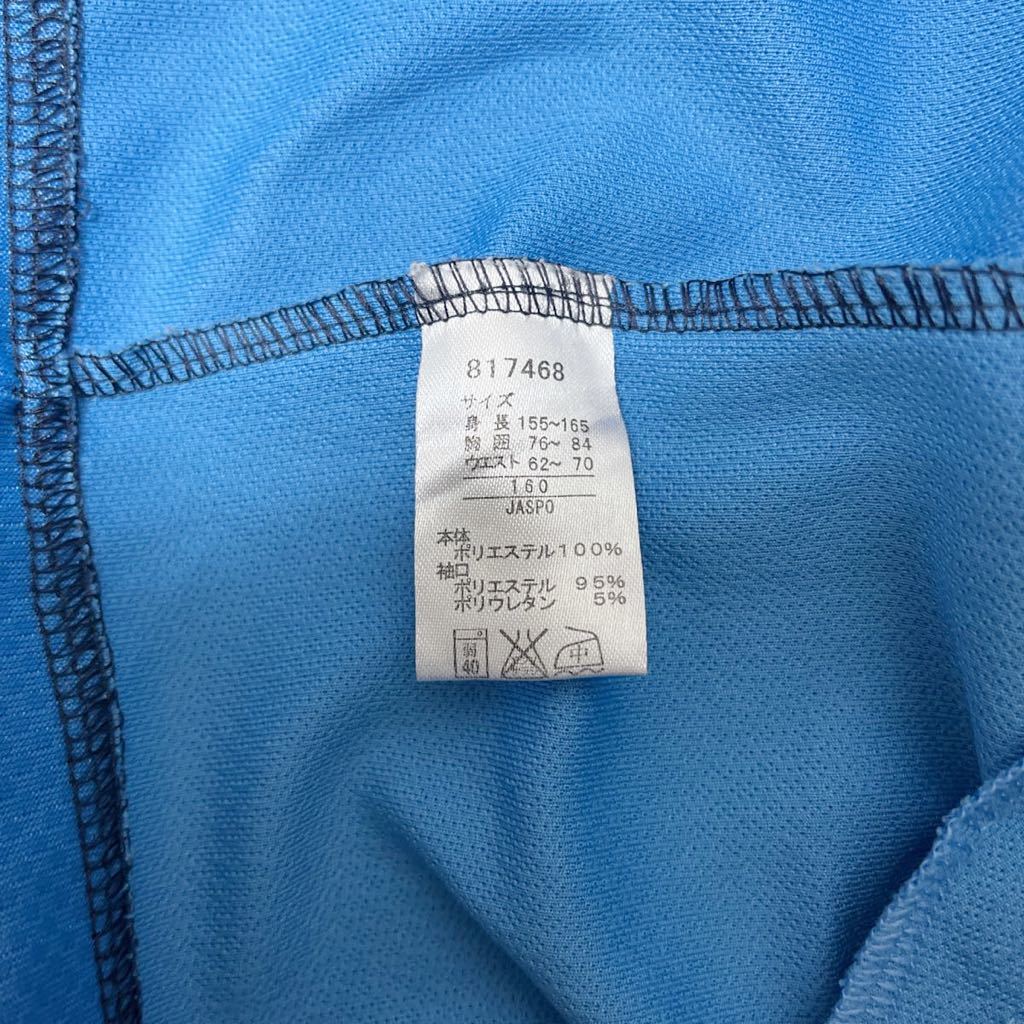 817468
サイズ
身長 155~165
胸囲 76~ 84
ウエスト 62~ 70
160
JASPO
本体
ポリエステル100%
袖口
ポリエステル 95%
ポリウレタン 5%
弱 中
40